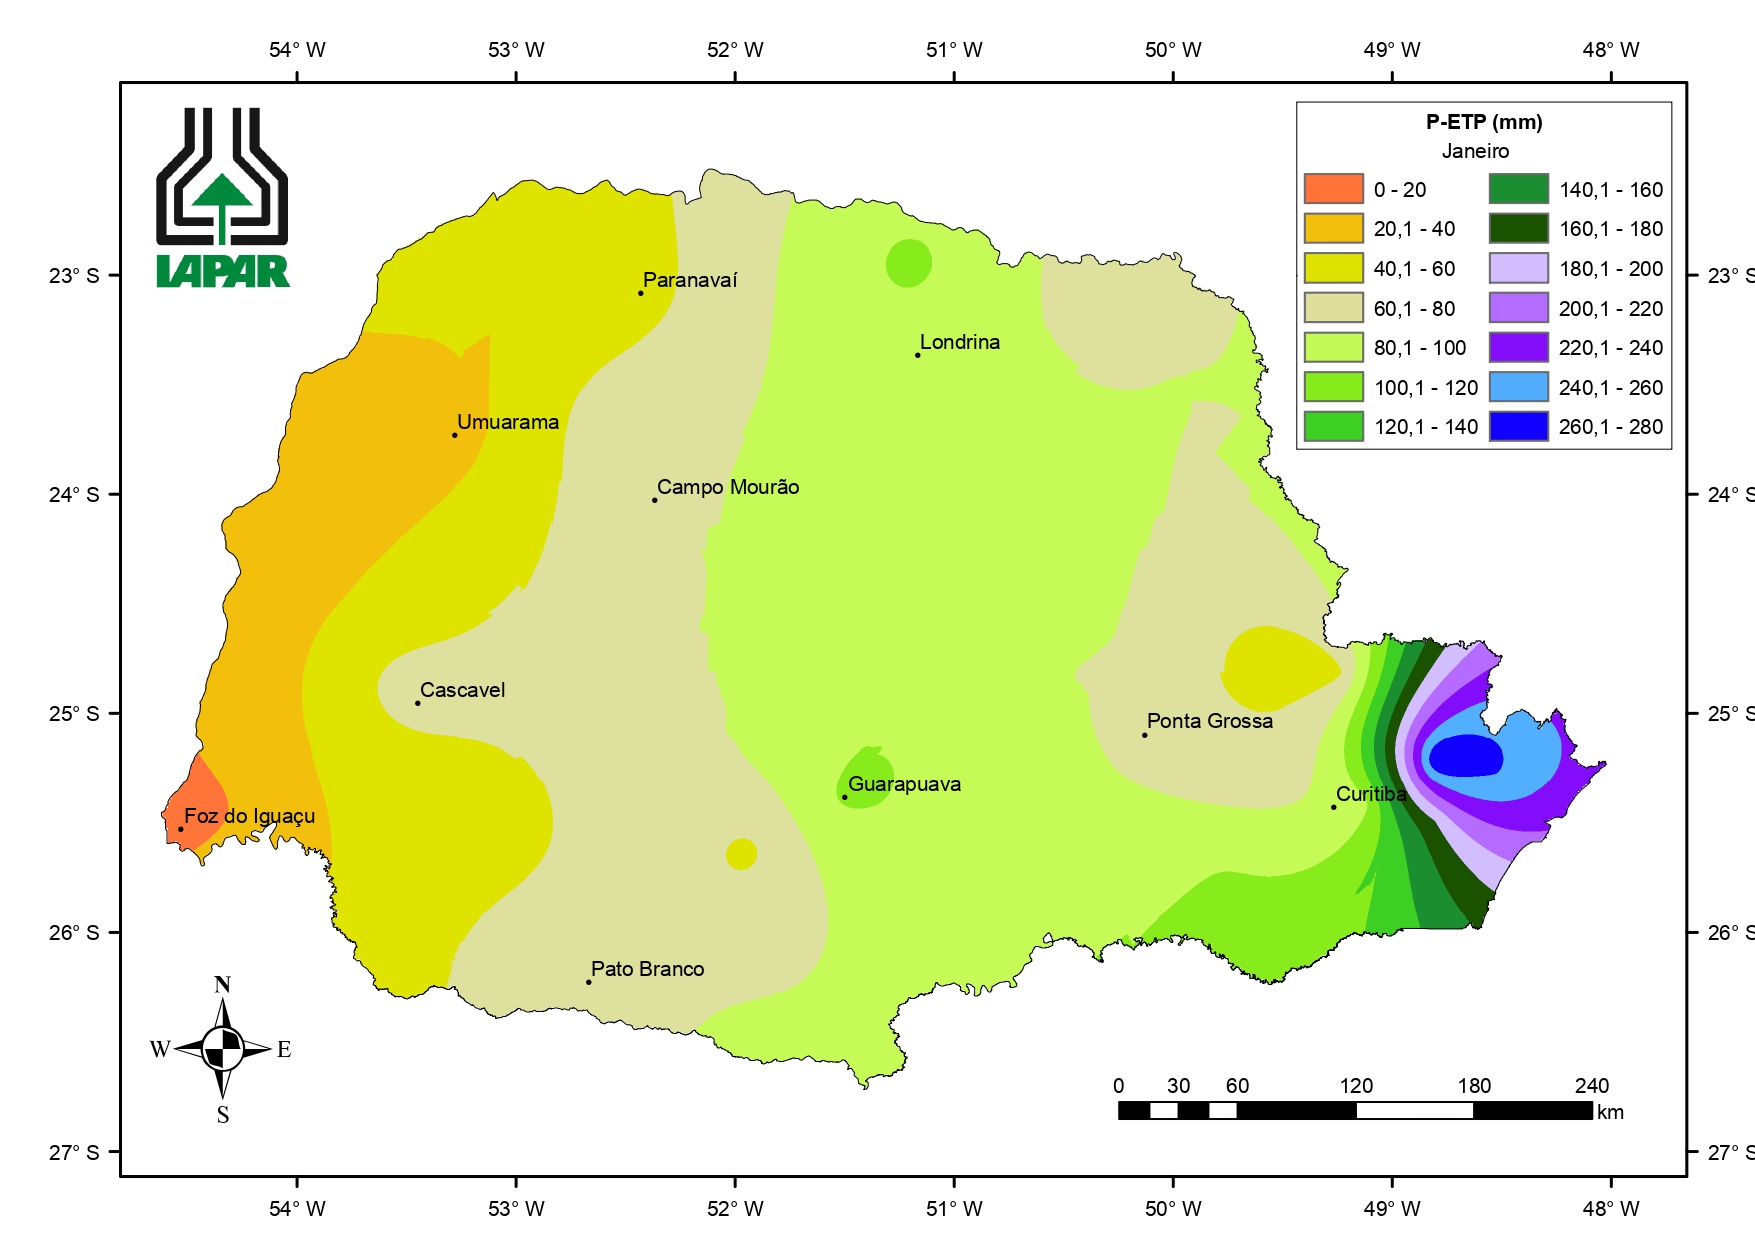 54° W 53° W 52° W 51° W 50° W 49° W 48° W
P-ETP (mm)
Janeiro
0 - 20 140,1 - 160
20,1 - 40 160,1 - 180
40,1 - 60 180,1 - 200
60,1 - 80 200,1 - 220
80,1 - 100 220,1 - 240
100,1 - 120 240,1 - 260
120,1 - 140 260,1 - 280
IAPAR
23° S 23° S
Paranavaí
Londrina
Umuarama
Campo Mourão
24° S 24° S
Cascavel
25° S 25° S
Ponta Grossa
Guarapuava
Curitiba
Foz do Iguaçu
26° S 26° S
Pato Branco
N
W E
S
0 30 60 120 180 240
km
27° S 27° S
54° W 53° W 52° W 51° W 50° W 49° W 48° W